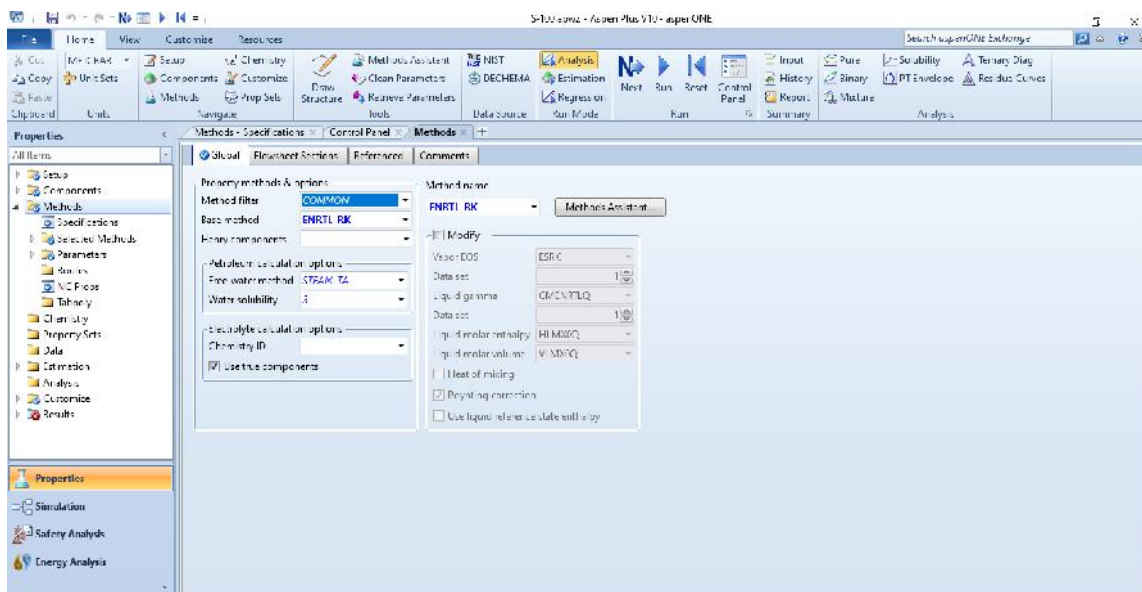 S-100.apwz - Aspen Plus V10 - aspenONE
File Home View Customize Resources
Search aspenONE Exchange
Cut METCBAR Setup Chemistry Methods Assistant NIST Analysis Input Pure Solubility Ternary Diag
Copy Unit Sets Components Customize Draw Structure Clean Parameters DECHEMA Estimation Next Run Reset Control Panel History Binary PT Envelope Residue Curves
Paste Methods Prop Sets Retrieve Parameters Regression Report Mixture
Clipboard Units Navigate Tools Data Source Run Mode Run Summary Analysis
Properties
Methods - Specifications Control Panel Methods +
All Items
Global Flowsheet Sections Referenced Comments
Setup
Components
Methods
Specifications
Selected Methods
Parameters
Routes
NC Props
Tabpoly
Chemistry
Property Sets
Data
Estimation
Analysis
Customize
Results
Property methods & options
Method filter COMMON
Base method ENRTL-RK
Henry components
Petroleum calculation options
Free-water method STEAM-TA
Water solubility 3
Electrolyte calculation options
Chemistry ID
Use true components
Method name
ENRTL-RK Methods Assistant...
Modify
Vapor EOS ESRK
Data set 1
Liquid gamma GMENRTLQ
Data set 1
Liquid molar enthalpy HLMX0Q
Liquid molar volume VLMX0Q
Heat of mixing
Poynting correction
Use liquid reference state enthalpy
Properties
Simulation
Safety Analysis
Energy Analysis